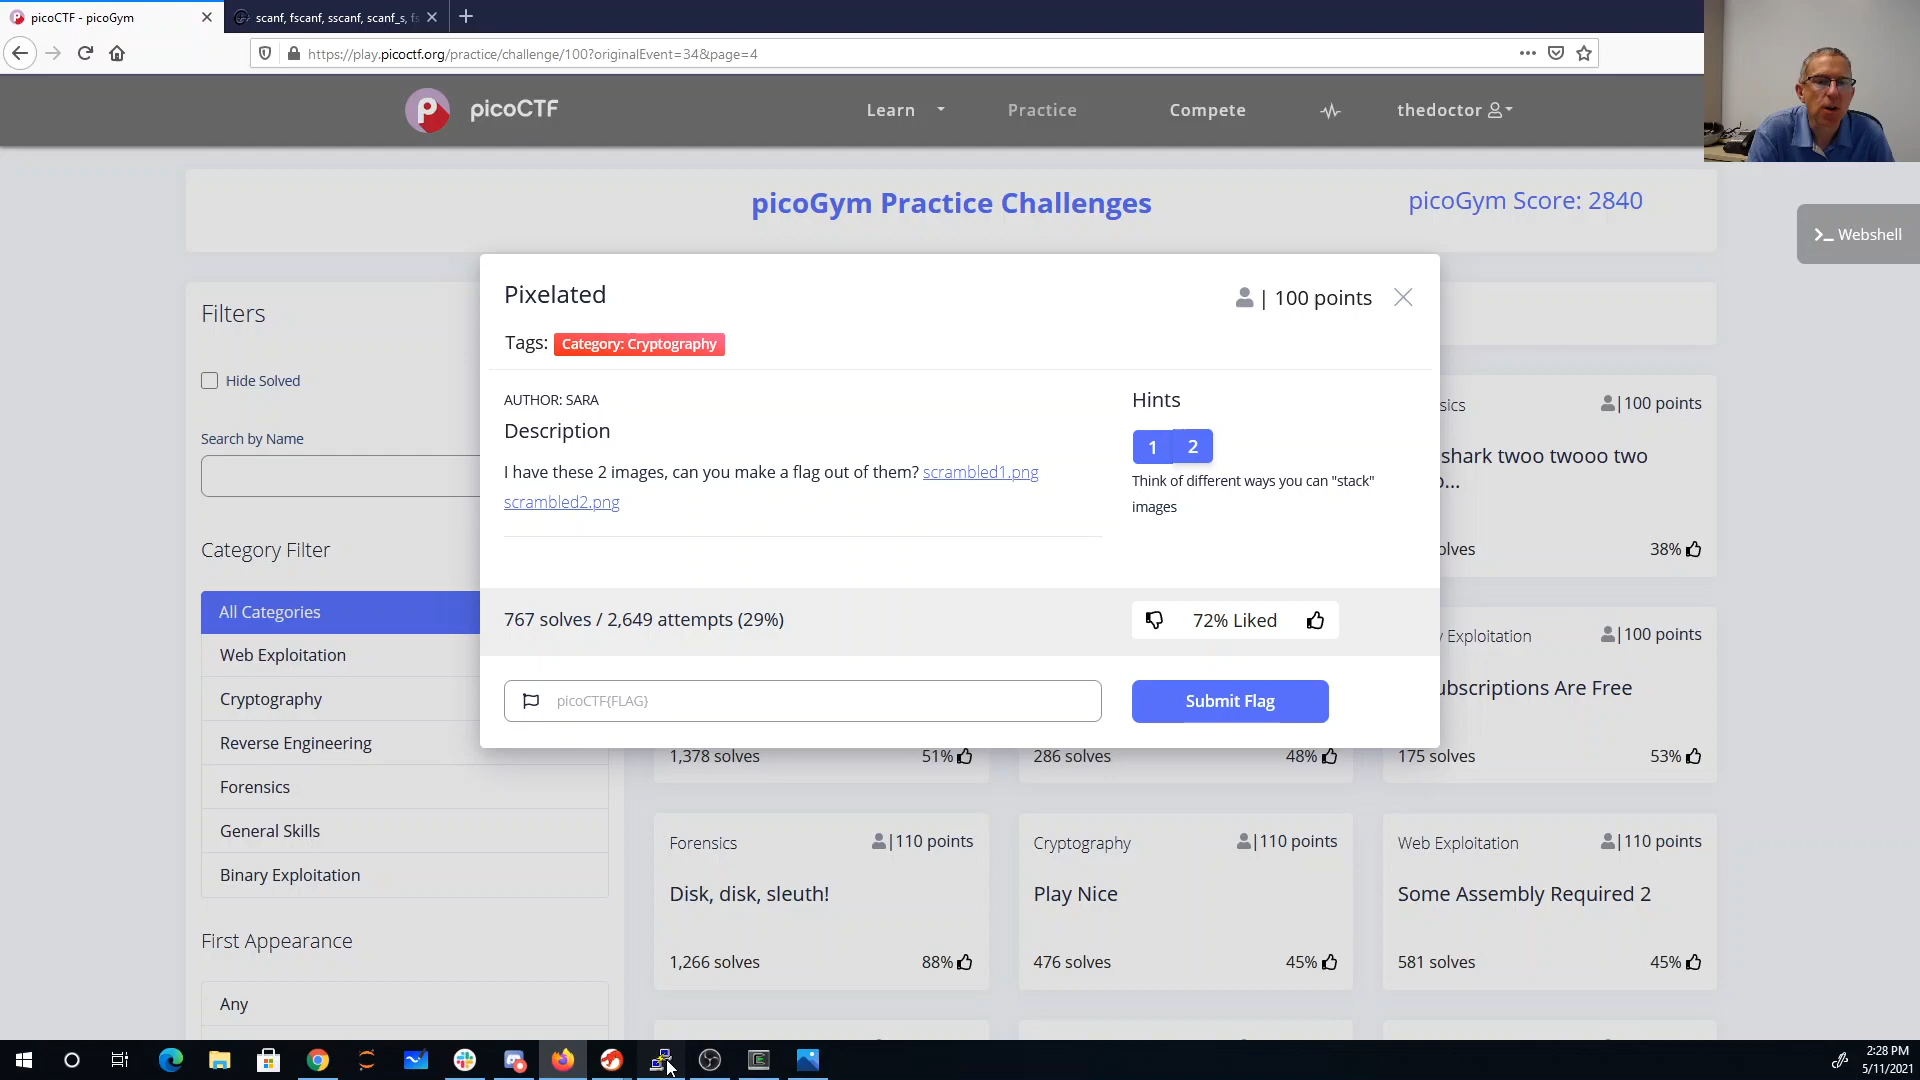 picoCTF - picoGym
scanf, fscanf, sscanf, scanf_s, fs
https://play.picoctf.org/practice/challenge/100?originalEvent=34&page=4
picoCTF
Learn
Practice
Compete
thedoctor
picoGym Practice Challenges
picoGym Score: 2840
Webshell
Filters
Hide Solved
Search by Name
Category Filter
All Categories
Web Exploitation
Cryptography
Reverse Engineering
Forensics
General Skills
Binary Exploitation
First Appearance
Any
Pixelated
| 100 points
Tags: Category: Cryptography
AUTHOR: SARA
Description
I have these 2 images, can you make a flag out of them? scrambled1.png
scrambled2.png
Hints
1 2
Think of different ways you can "stack"
images
767 solves / 2,649 attempts (29%)
72% Liked
picoCTF{FLAG}
Submit Flag
sics
|100 points
shark twoo twooo two
o...
olves
38%
y Exploitation
|100 points
ubscriptions Are Free
1,378 solves
51%
286 solves
48%
175 solves
53%
Forensics
|110 points
Disk, disk, sleuth!
1,266 solves
88%
Cryptography
|110 points
Play Nice
476 solves
45%
Web Exploitation
|110 points
Some Assembly Required 2
581 solves
45%
2:28 PM
5/11/2021